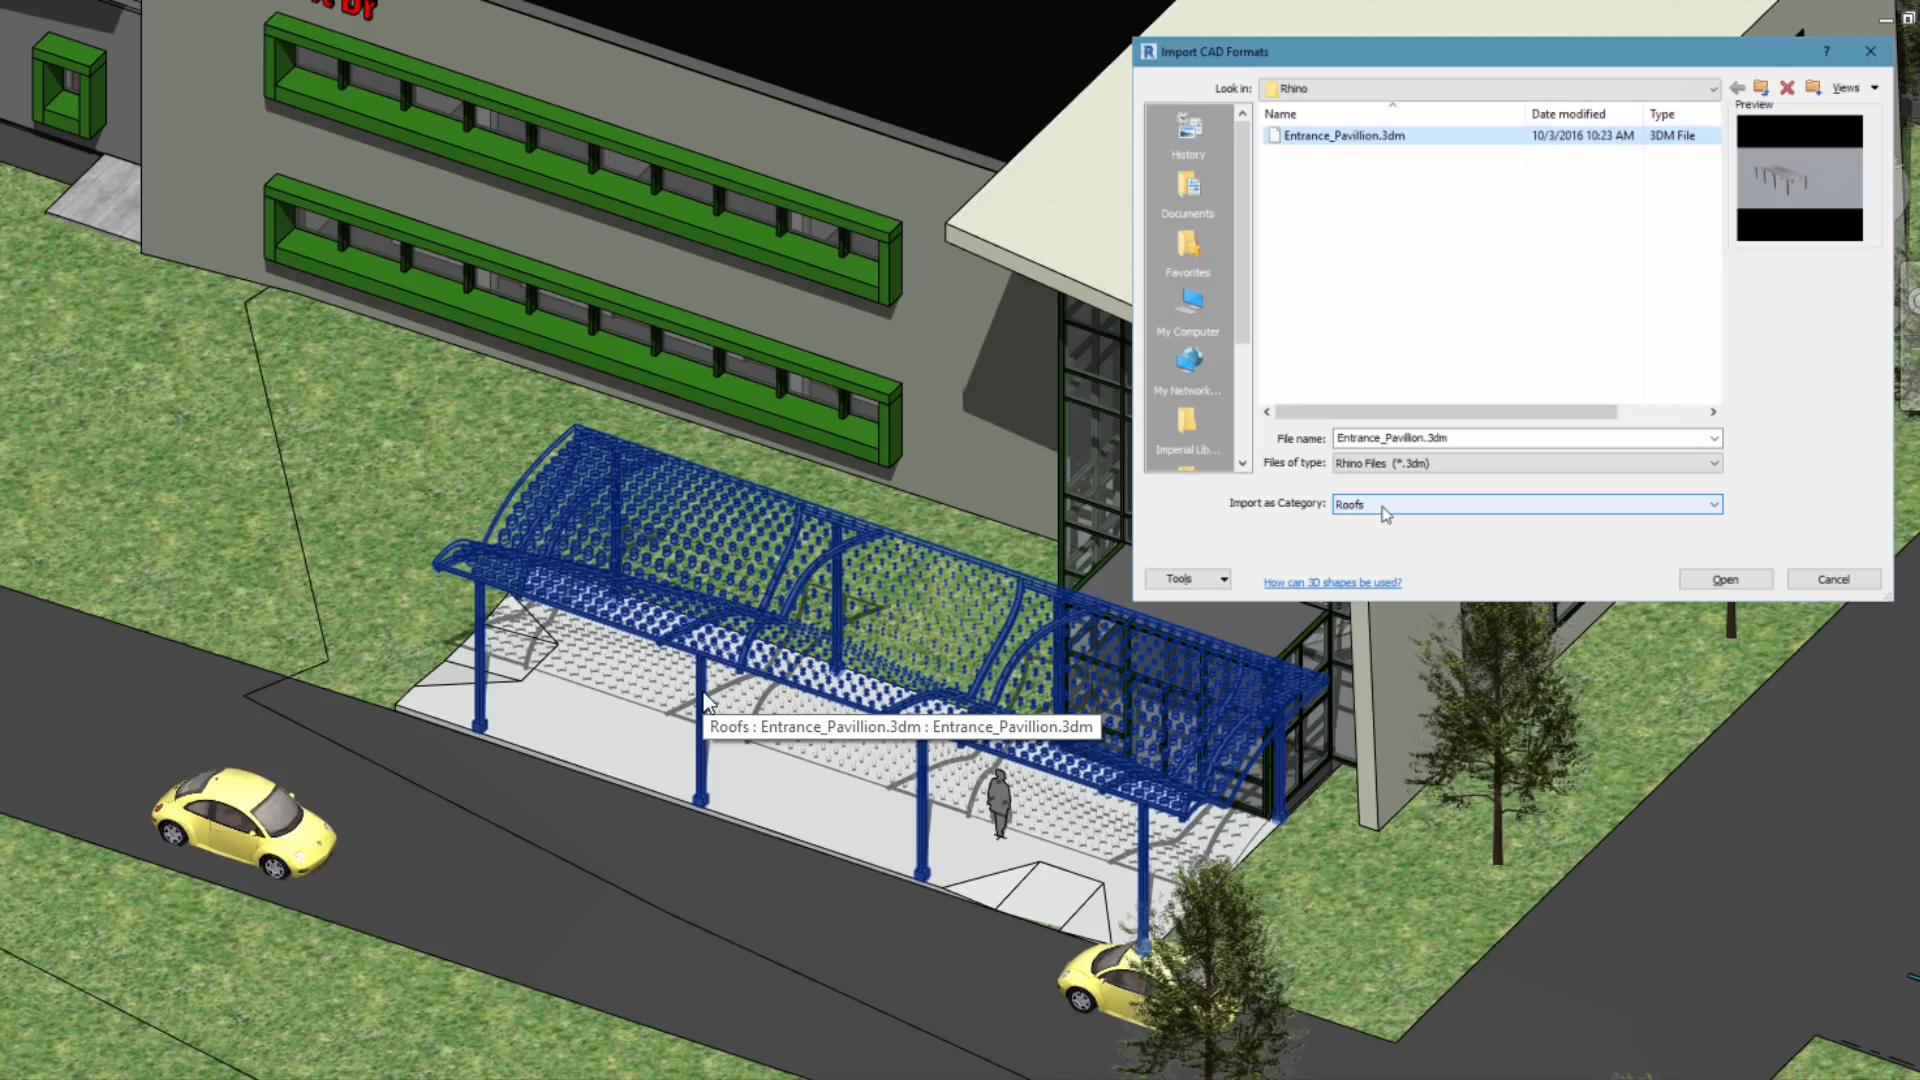 Dr
R Import CAD Formats
?
Look in: Rhino
Views
Preview
Name Date modified Type
Entrance_Pavillion.3dm 10/3/2016 10:23 AM 3DM File
History
Documents
Favorites
My Computer
My Network...
Imperial Lib...
File name: Entrance_Pavillion.3dm
Files of type: Rhino Files (*.3dm)
Import as Category: Roofs
Tools
How can 3D shapes be used?
Open
Cancel
Roofs : Entrance_Pavillion.3dm : Entrance_Pavillion.3dm